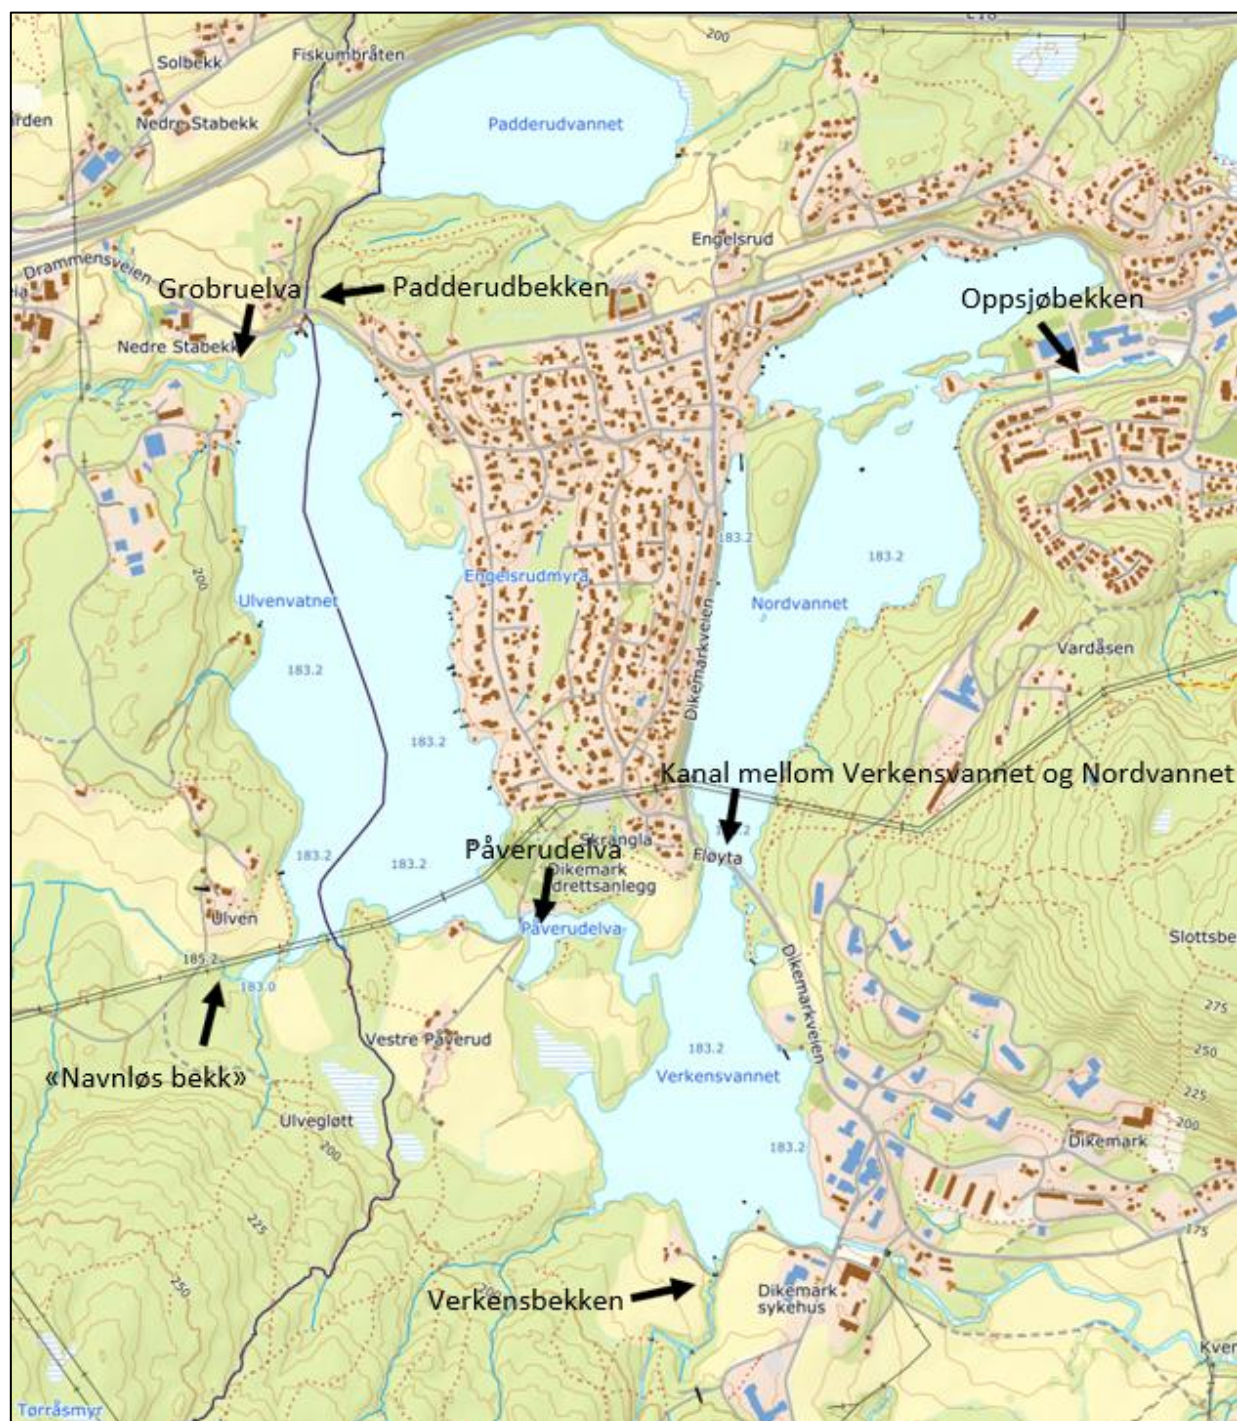 E18
200
Fiskumbråten
Solbekk
Padderudvannet
Nedre Stabekk
Engelsrud
Drammensveien
Grobruelva
Padderudbekken
Oppsjøbekken
Nedre Stabekk
183.2
183.2
200
Engelsrudmyra
Ulvenvatnet
Nordvannet
Dikemarkveien
Vardåsen
183.2
183.2
Kanal mellom Verkensvannet og Nordvannet
Skrangla
Påverudelva
Fløyta
183.2
183.2
Dikemark
idrettsanlegg
Ulven
Påverudelva
Slottsbe
185.2
183.0
Dikemarkveien
275
Vestre Påverud
183.2
250
«Navnløs bekk»
Verkensvannet
225
Ulvegløtt
200
200
183.2
Dikemark
225
175
250
200
Verkensbekken
Dikemark
sykehus
Kver
Tørråsmyr